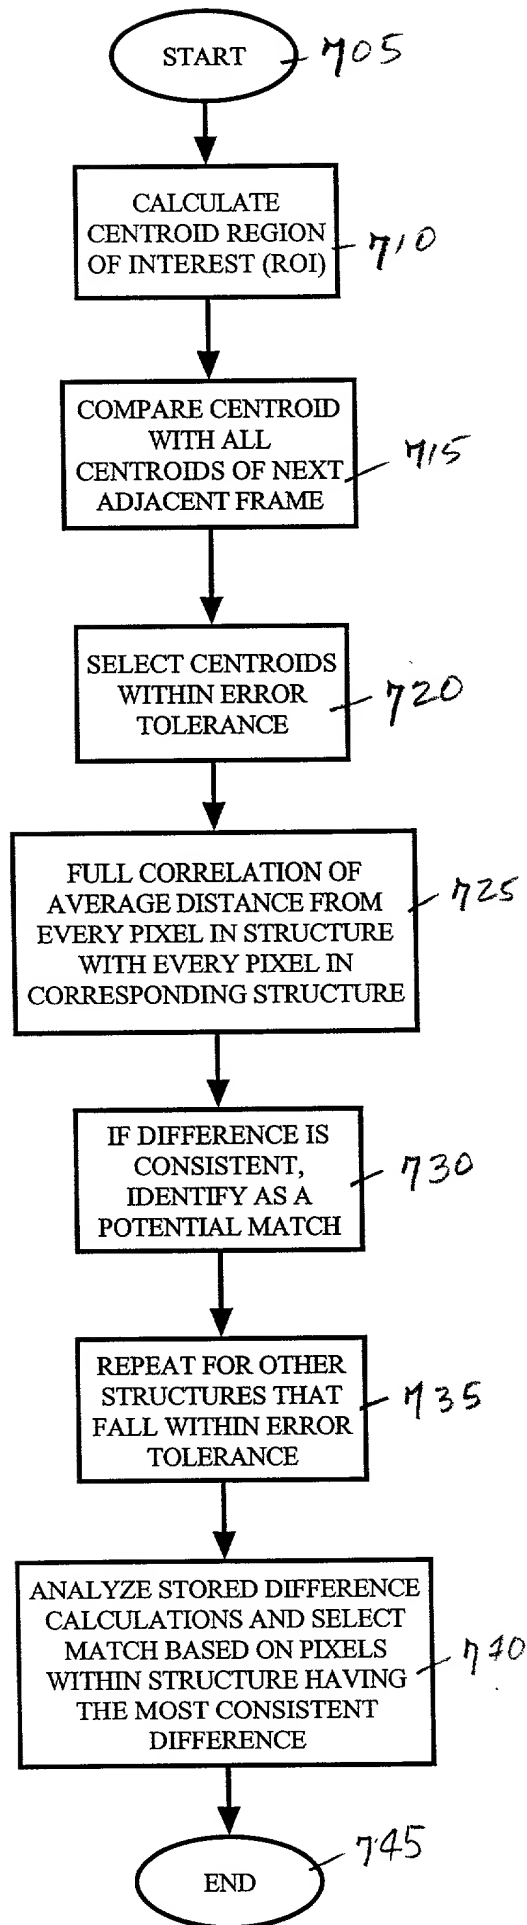 START
705
CALCULATE
CENTROID REGION
OF INTEREST (ROI)
710
COMPARE CENTROID
WITH ALL
CENTROIDS OF NEXT
ADJACENT FRAME
715
SELECT CENTROIDS
WITHIN ERROR
TOLERANCE
720
FULL CORRELATION OF
AVERAGE DISTANCE FROM
EVERY PIXEL IN STRUCTURE
WITH EVERY PIXEL IN
CORRESPONDING STRUCTURE
725
IF DIFFERENCE IS
CONSISTENT,
IDENTIFY AS A
POTENTIAL MATCH
730
REPEAT FOR OTHER
STRUCTURES THAT
FALL WITHIN ERROR
TOLERANCE
735
ANALYZE STORED DIFFERENCE
CALCULATIONS AND SELECT
MATCH BASED ON PIXELS
WITHIN STRUCTURE HAVING
THE MOST CONSISTENT
DIFFERENCE
740
END
745